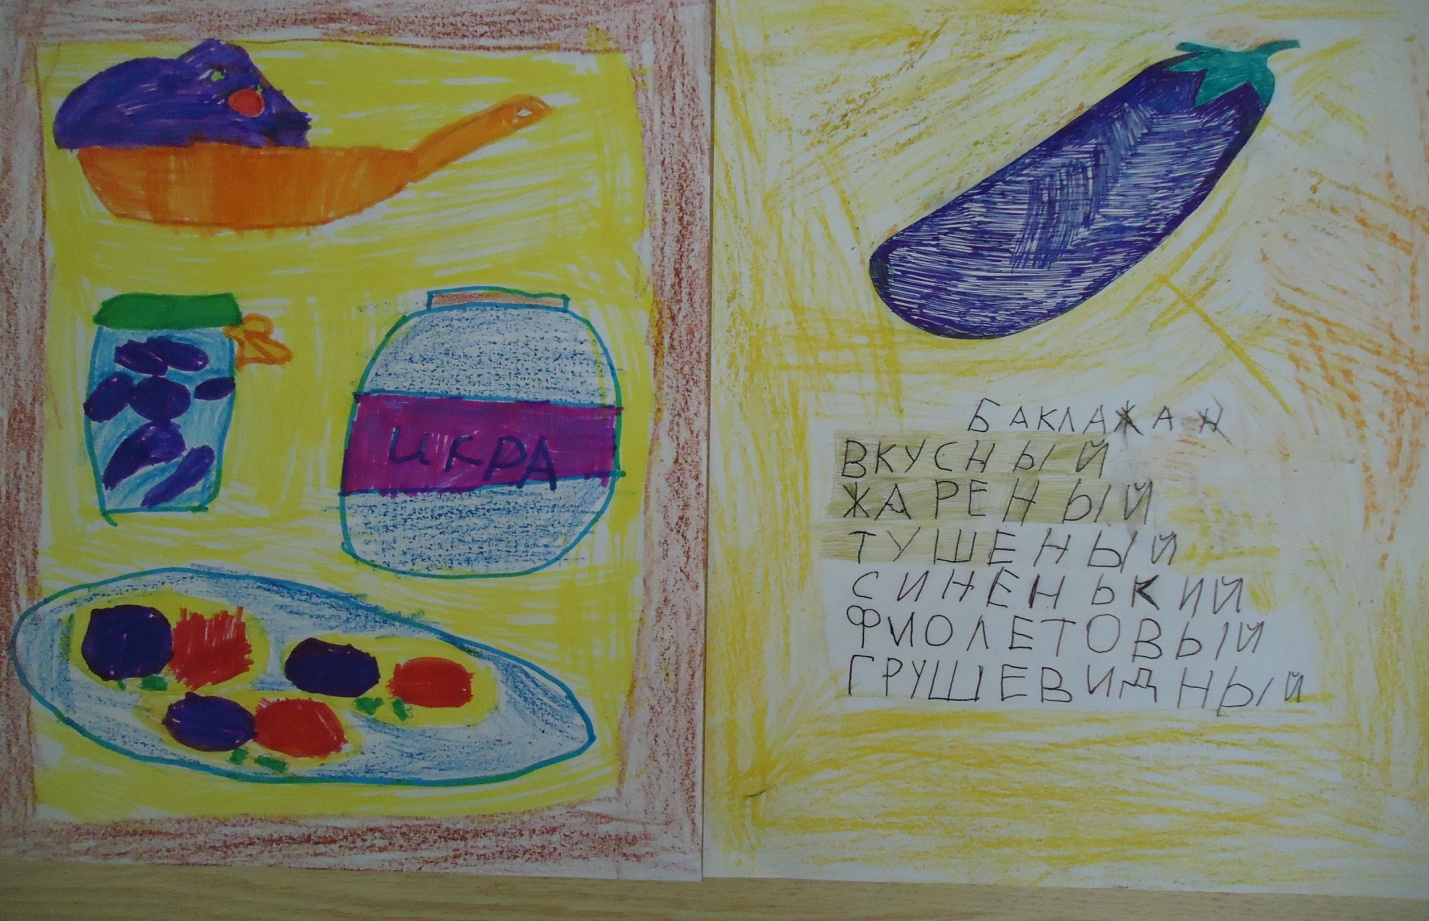 ИКРА
БАКЛАЖАН
ВКУСНЫЙ
ЖАРЕНЫЙ
ТУШЕНЫЙ
СИНЕНЬКИЙ
ФИОЛЕТОВЫЙ
ГРУШЕВИДНЫЙ